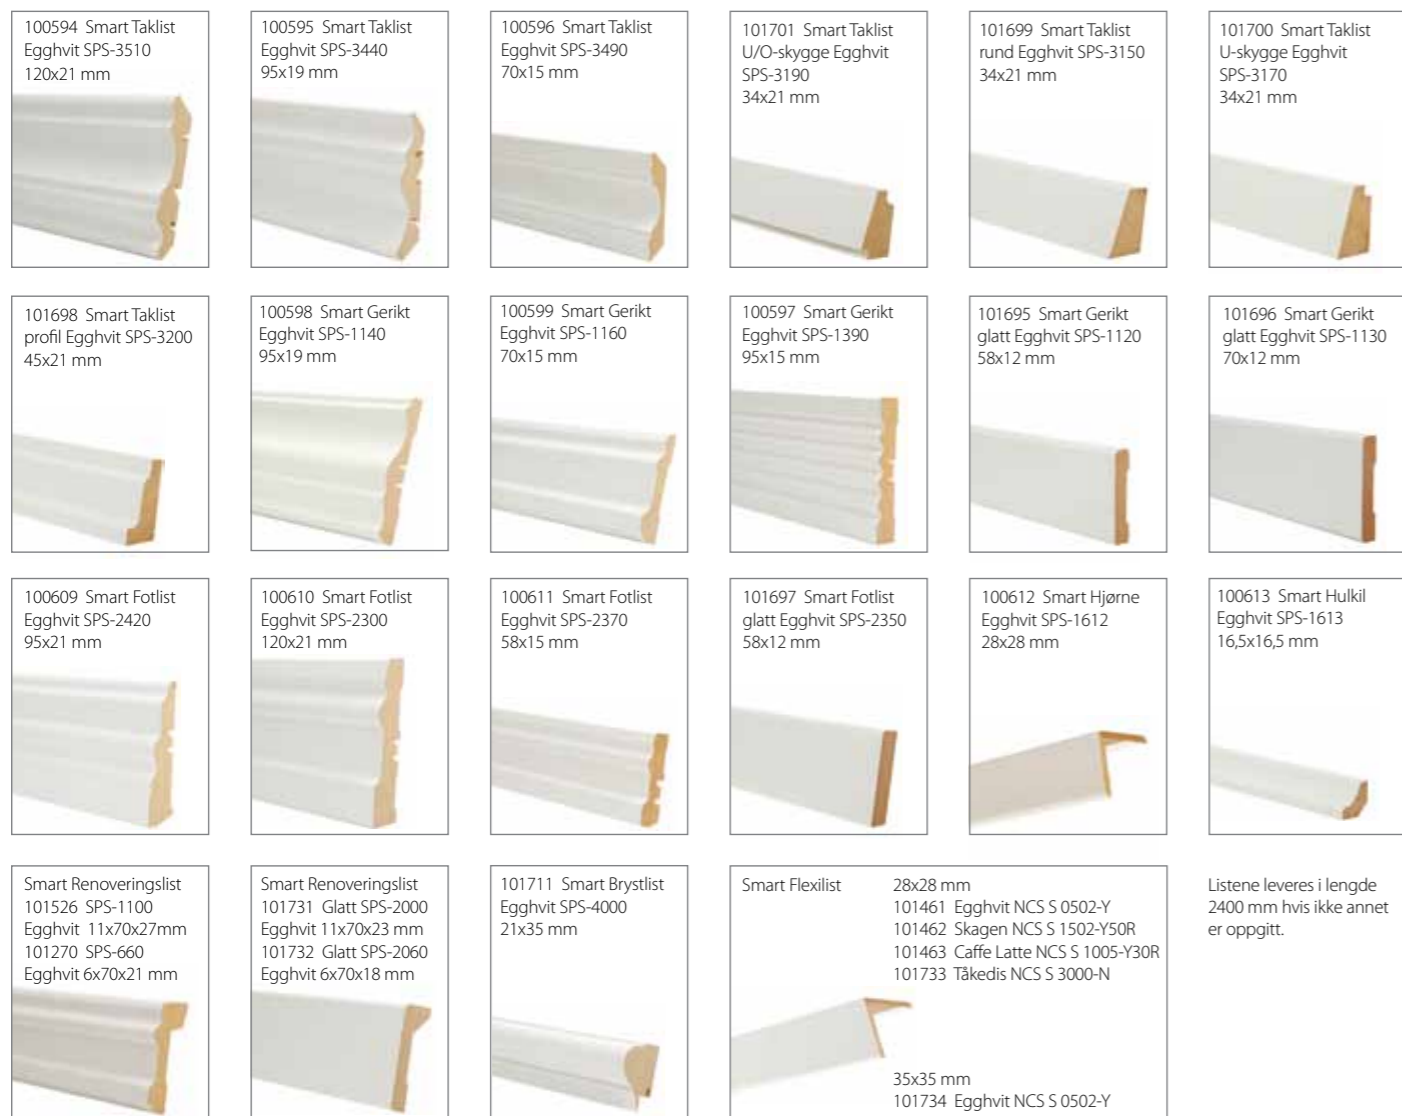 100594 Smart Taklist
Egghvit SPS-3510
120x21 mm
100595 Smart Taklist
Egghvit SPS-3440
95x19 mm
100596 Smart Taklist
Egghvit SPS-3490
70x15 mm
101701 Smart Taklist
U/O-skygge Egghvit
SPS-3190
34x21 mm
101699 Smart Taklist
rund Egghvit SPS-3150
34x21 mm
101700 Smart Taklist
U-skygge Egghvit
SPS-3170
34x21 mm
101698 Smart Taklist
profil Egghvit SPS-3200
45x21 mm
100598 Smart Gerikt
Egghvit SPS-1140
95x19 mm
100599 Smart Gerikt
Egghvit SPS-1160
70x15 mm
100597 Smart Gerikt
Egghvit SPS-1390
95x15 mm
101695 Smart Gerikt
glatt Egghvit SPS-1120
58x12 mm
101696 Smart Gerikt
glatt Egghvit SPS-1130
70x12 mm
100609 Smart Fotlist
Egghvit SPS-2420
95x21 mm
100610 Smart Fotlist
Egghvit SPS-2300
120x21 mm
100611 Smart Fotlist
Egghvit SPS-2370
58x15 mm
101697 Smart Fotlist
glatt Egghvit SPS-2350
58x12 mm
100612 Smart Hjørne
Egghvit SPS-1612
28x28 mm
100613 Smart Hulkil
Egghvit SPS-1613
16,5x16,5 mm
Smart Renoveringslist
101526 SPS-1100
Egghvit 11x70x27mm
101270 SPS-660
Egghvit 6x70x21 mm
Smart Renoveringslist
101731 Glatt SPS-2000
Egghvit 11x70x23 mm
101732 Glatt SPS-2060
Egghvit 6x70x18 mm
101711 Smart Brystlist
Egghvit SPS-4000
21x35 mm
Smart Flexilist 28x28 mm
101461 Egghvit NCS S 0502-Y
101462 Skagen NCS S 1502-Y50R
101463 Caffe Latte NCS S 1005-Y30R
101733 Tåkedis NCS S 3000-N
35x35 mm
101734 Egghvit NCS S 0502-Y
Listene leveres i lengde
2400 mm hvis ikke annet
er oppgitt.